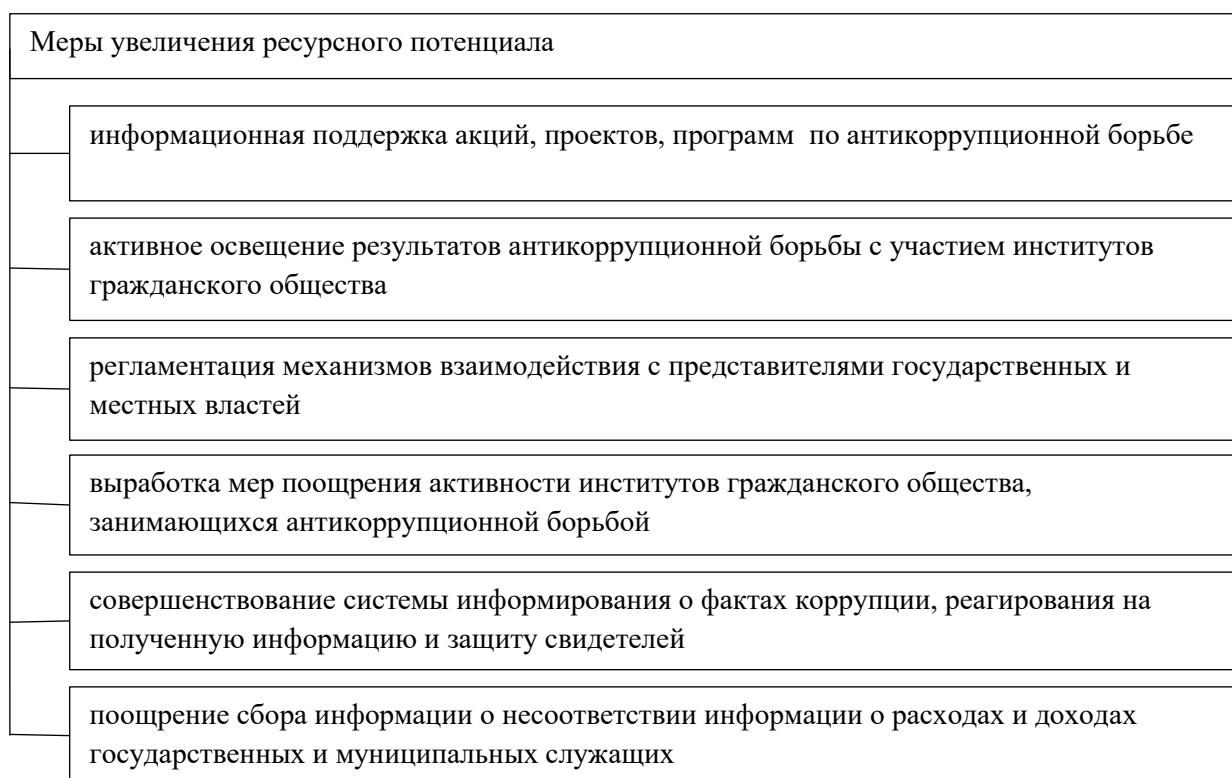 Меры увеличения ресурсного потенциала
информационная поддержка акций, проектов, программ  по антикоррупционной борьбе
активное освещение результатов антикоррупционной борьбы с участием институтов
гражданского общества
регламентация механизмов взаимодействия с представителями государственных и
местных властей
выработка мер поощрения активности институтов гражданского общества,
занимающихся антикоррупционной борьбой
совершенствование системы информирования о фактах коррупции, реагирования на
полученную информацию и защиту свидетелей
поощрение сбора информации о несоответствии информации о расходах и доходах
государственных и муниципальных служащих